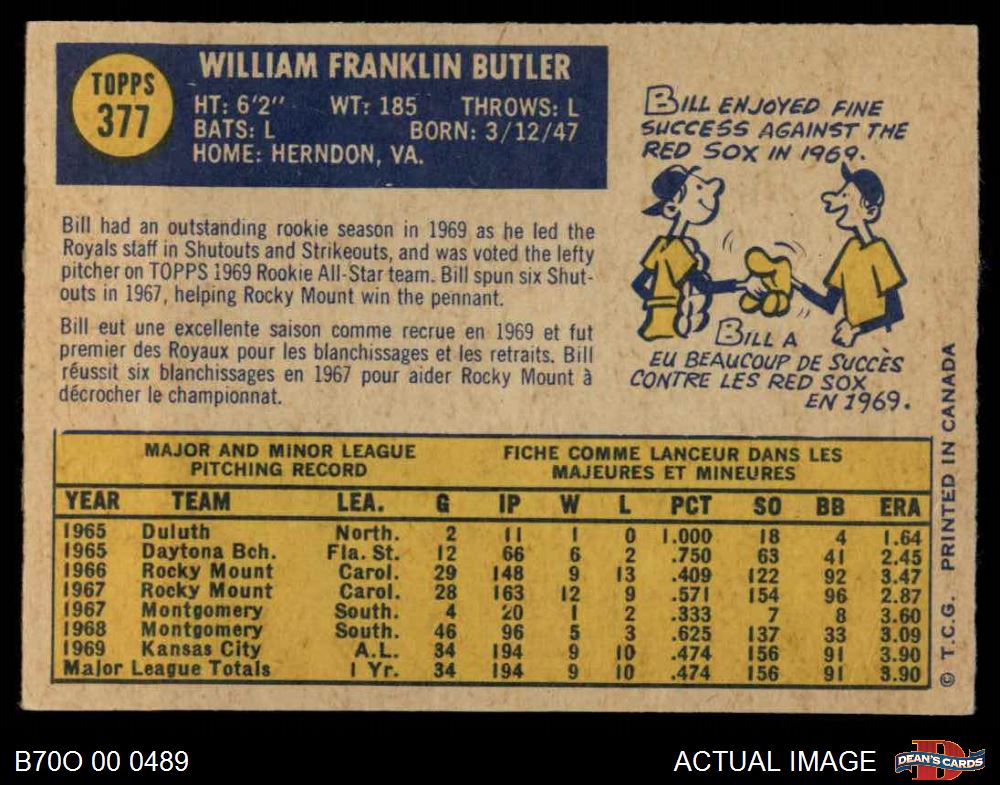 TOPPS
377
WILLIAM FRANKLIN BUTLER
HT: 6'2" WT: 185 THROWS: L
BATS: L BORN: 3/12/47
HOME: HERNDON, VA.
BILL ENJOYED FINE
SUCCESS AGAINST THE
RED SOX IN 1969.
Bill had an outstanding rookie season in 1969 as he led the
Royals staff in Shutouts and Strikeouts, and was voted the lefty
pitcher on TOPPS 1969 Rookie All-Star team. Bill spun six Shut-
outs in 1967, helping Rocky Mount win the pennant.
Bill eut une excellente saison comme recrue en 1969 et fut
premier des Royaux pour les blanchissages et les retraits. Bill
réussit six blanchissages en 1967 pour aider Rocky Mount à
décrocher le championnat.
BILL A
EU BEAUCOUP DE SUCCÈS
CONTRE LES RED SOX
EN 1969.
MAJOR AND MINOR LEAGUE
PITCHING RECORD
FICHE COMME LANCEUR DANS LES
MAJEURES ET MINEURES
YEAR TEAM LEA. G IP W L PCT SO BB ERA
1965 Duluth North. 2 11 1 0 1.000 18 4 1.64
1965 Daytona Bch. Fla. St. 12 66 6 2 .750 63 41 2.45
1966 Rocky Mount Carol. 29 148 9 13 .409 122 92 3.47
1967 Rocky Mount Carol. 28 163 12 9 .571 154 96 2.87
1967 Montgomery South. 4 20 1 2 .333 7 8 3.60
1968 Montgomery South. 46 96 5 3 .625 137 33 3.09
1969 Kansas City A.L. 34 194 9 10 .474 156 91 3.90
Major League Totals 1 Yr. 34 194 9 10 .474 156 91 3.90
© T.C.G. PRINTED IN CANADA
B70O 00 0489
ACTUAL IMAGE
DEAN'S CARDS